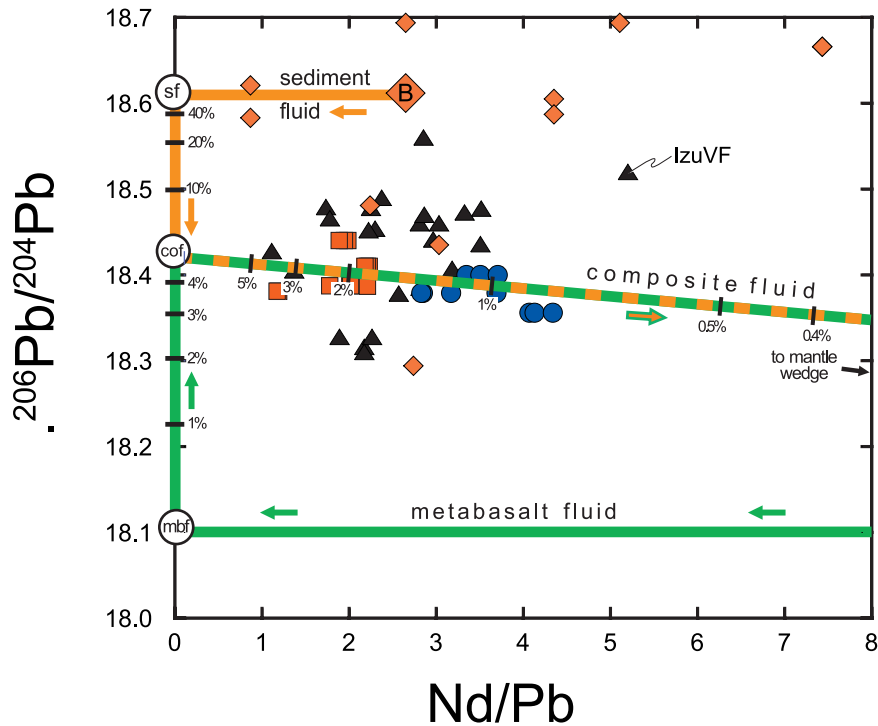 18.7
18.6
18.5
18.4
18.3
18.2
18.1
18.0
. ²⁰⁶Pb/²⁰⁴Pb
sf
sediment
B
fluid
40%
20%
10%
IzuVF
cof
5%
3%
2%
1%
composite fluid
0.5%
0.4%
4%
3%
2%
1%
to mantle
wedge
metabasalt fluid
mbf
0 1 2 3 4 5 6 7 8
Nd/Pb